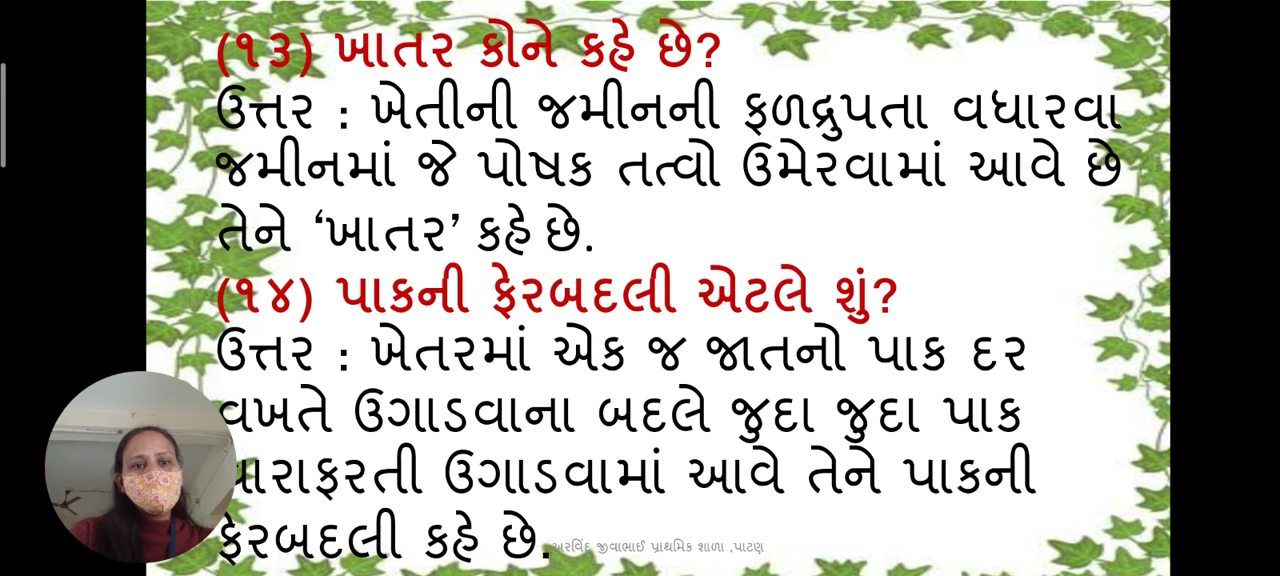 (૧૩) ખાતર કોને કહે છે?
ઉત્તર : ખેતીની જમીનની ફળદ્રુપતા વધારવા
જમીનમાં જે પોષક તત્વો ઉમેરવામાં આવે છે
તેને ‘ખાતર’ કહે છે.
(૧૪) પાકની ફેરબદલી એટલે શું?
ઉત્તર : ખેતરમાં એક જ જાતનો પાક દર
વખતે ઉગાડવાના બદલે જુદા જુદા પાક
વારાફરતી ઉગાડવામાં આવે તેને પાકની
ફેરબદલી કહે છે.
અરવિંદ જીવાભાઈ પ્રાથમિક શાળા ,પાટણ